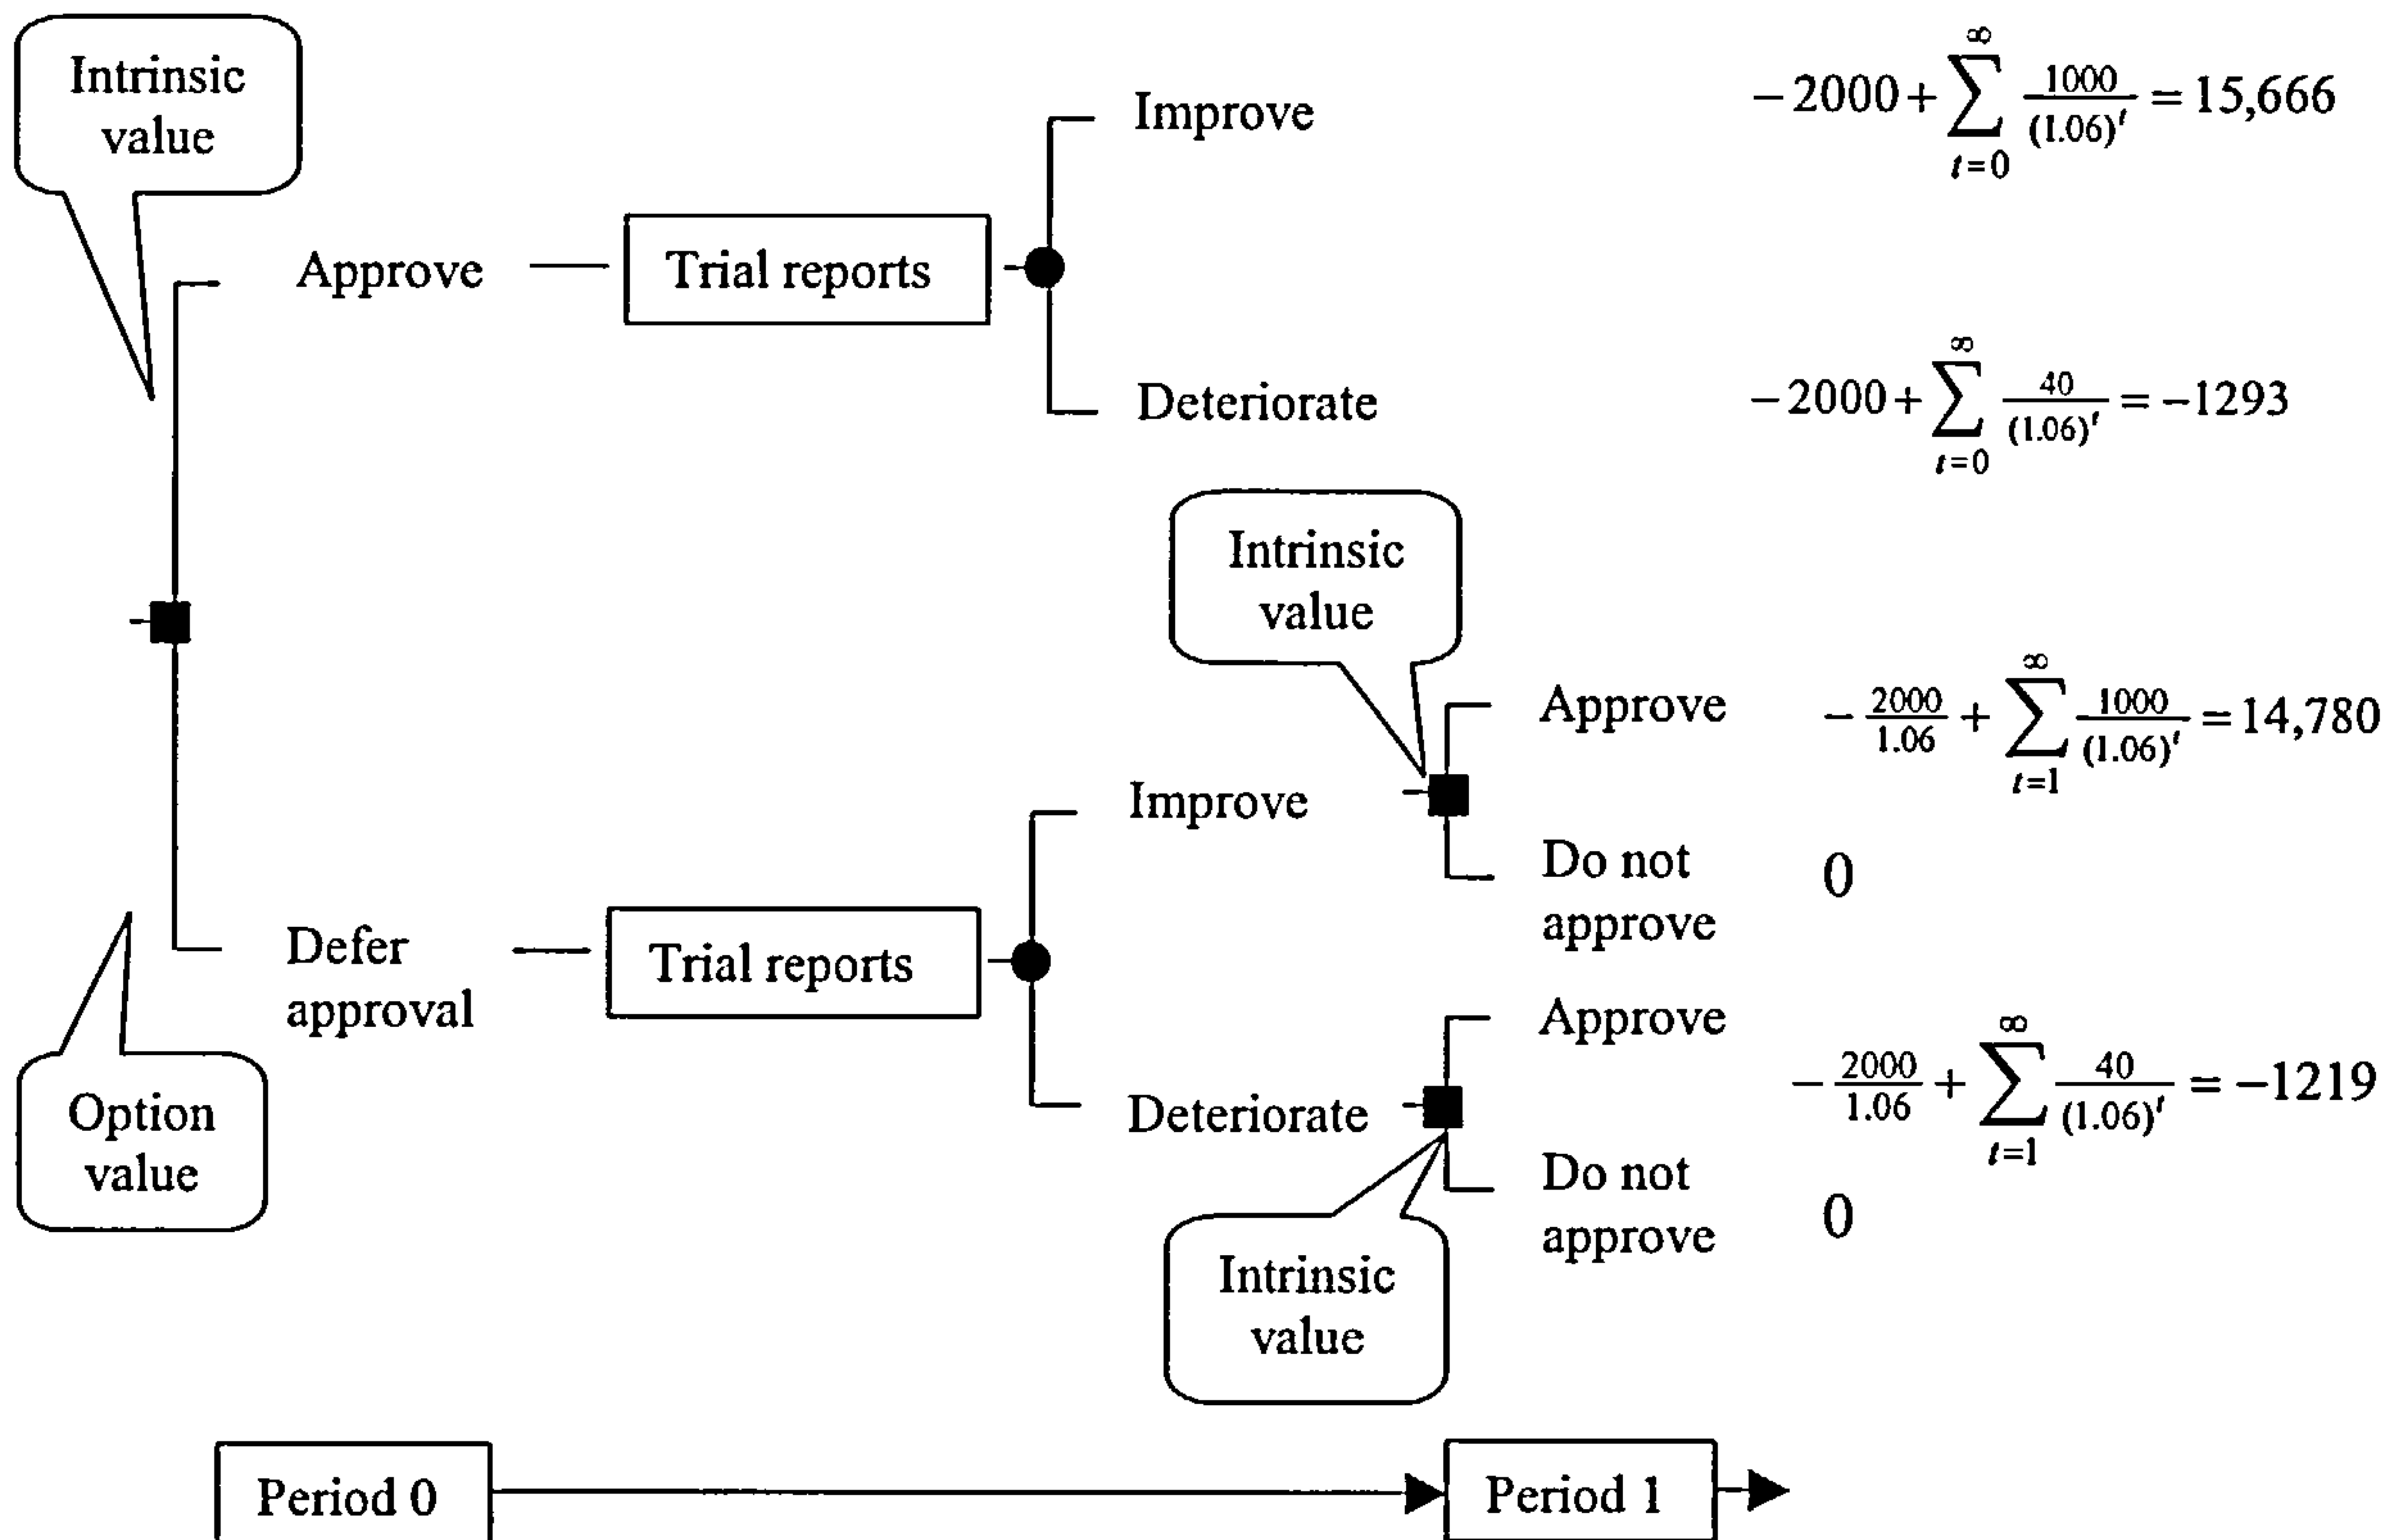 Intrinsic
value
Approve
Trial reports
Improve
−2000 + ∞ ∑ t=0 1000/(1.06)^t = 15,666
Deteriorate
−2000 + ∞ ∑ t=0 40/(1.06)^t = −1293
Intrinsic
value
Approve
− 2000/1.06 + ∞ ∑ t=1 1000/(1.06)^t = 14,780
Improve
Do not
approve
0
Defer
approval
Trial reports
Approve
− 2000/1.06 + ∞ ∑ t=1 40/(1.06)^t = −1219
Deteriorate
Do not
approve
0
Option
value
Intrinsic
value
Period 0
Period 1